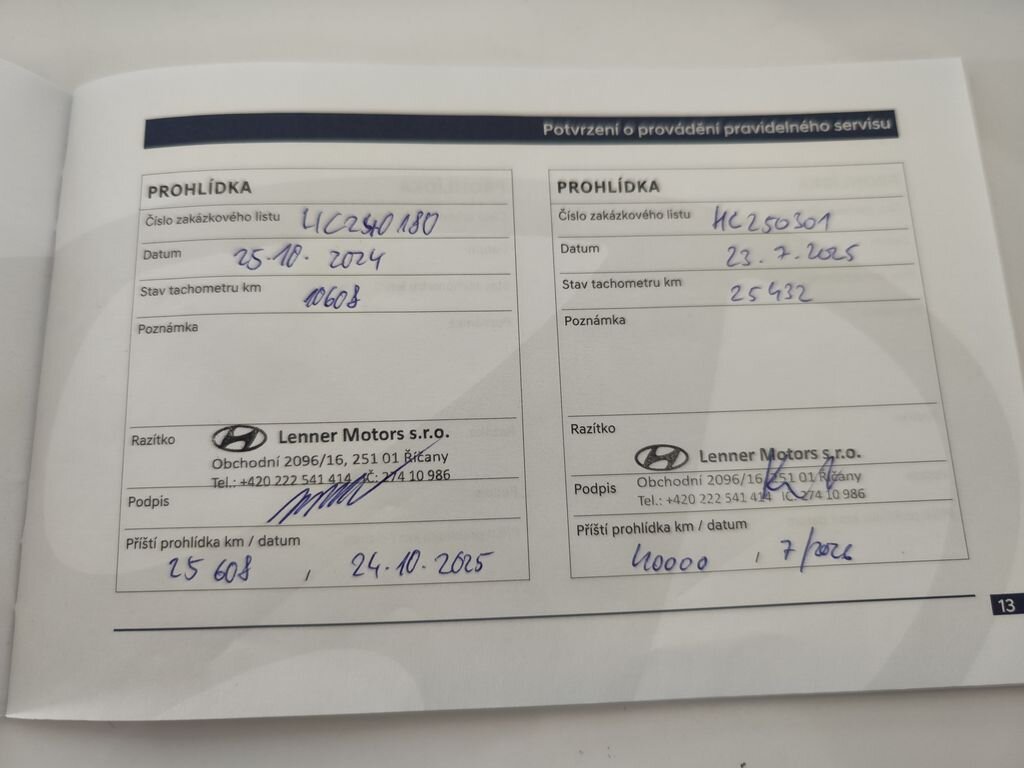 Potvrzení o provádění pravidelného servisu
PROHLÍDKA
Číslo zakázkového listu HC240180
Datum 25.10. 2024
Stav tachometru km 10608
Poznámka
Razítko
Lenner Motors s.r.o.
Obchodní 2096/16, 251 01 Říčany
Tel.: +420 222 541 414 IČ: 274 10 986
Podpis
Příští prohlídka km / datum
25 608 , 24.10.2025
PROHLÍDKA
Číslo zakázkového listu HC250301
Datum 23.7.2025
Stav tachometru km 25432
Poznámka
Razítko
Lenner Motors s.r.o.
Obchodní 2096/16, 251 01 Říčany
Podpis
Tel.: +420 222 541 414 IČ: 274 10 986
Příští prohlídka km / datum
40000 , 7/2026
13